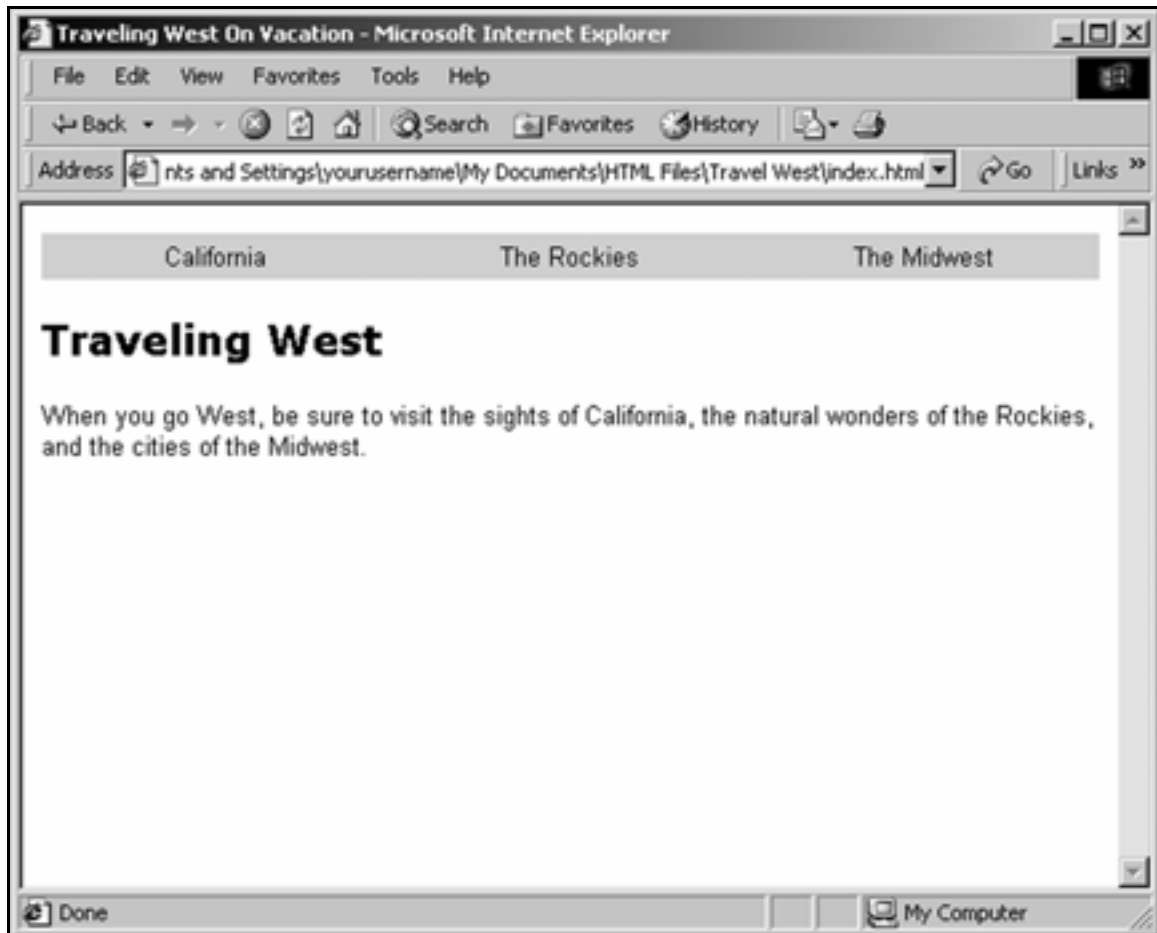 Traveling West On Vacation - Microsoft Internet Explorer
File Edit View Favorites Tools Help
Back Search Favorites History
Address nts and Settings\yourusername\My Documents\HTML Files\Travel West\index.html Go Links »
California The Rockies The Midwest
Traveling West
When you go West, be sure to visit the sights of California, the natural wonders of the Rockies,
and the cities of the Midwest.
Done My Computer